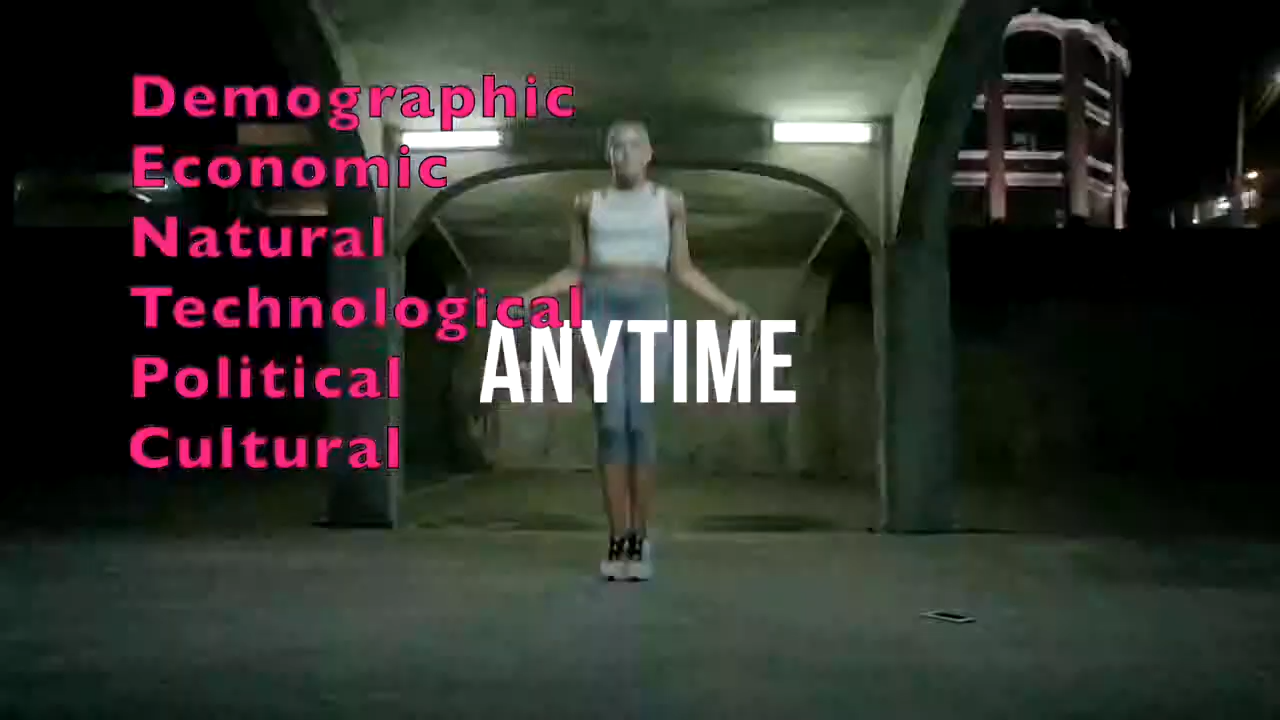 Demographic
Economic
Natural
Technological
ANYTIME
Political
Cultural